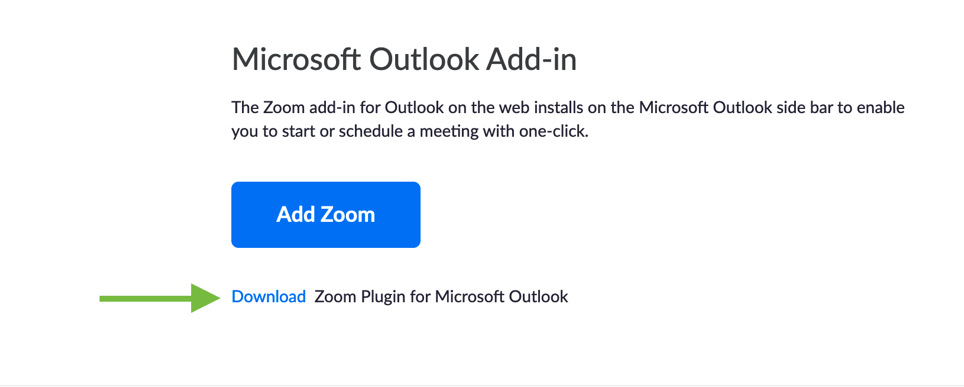 Microsoft Outlook Add-in
The Zoom add-in for Outlook on the web installs on the Microsoft Outlook side bar to enable
you to start or schedule a meeting with one-click.
Add Zoom
Download Zoom Plugin for Microsoft Outlook